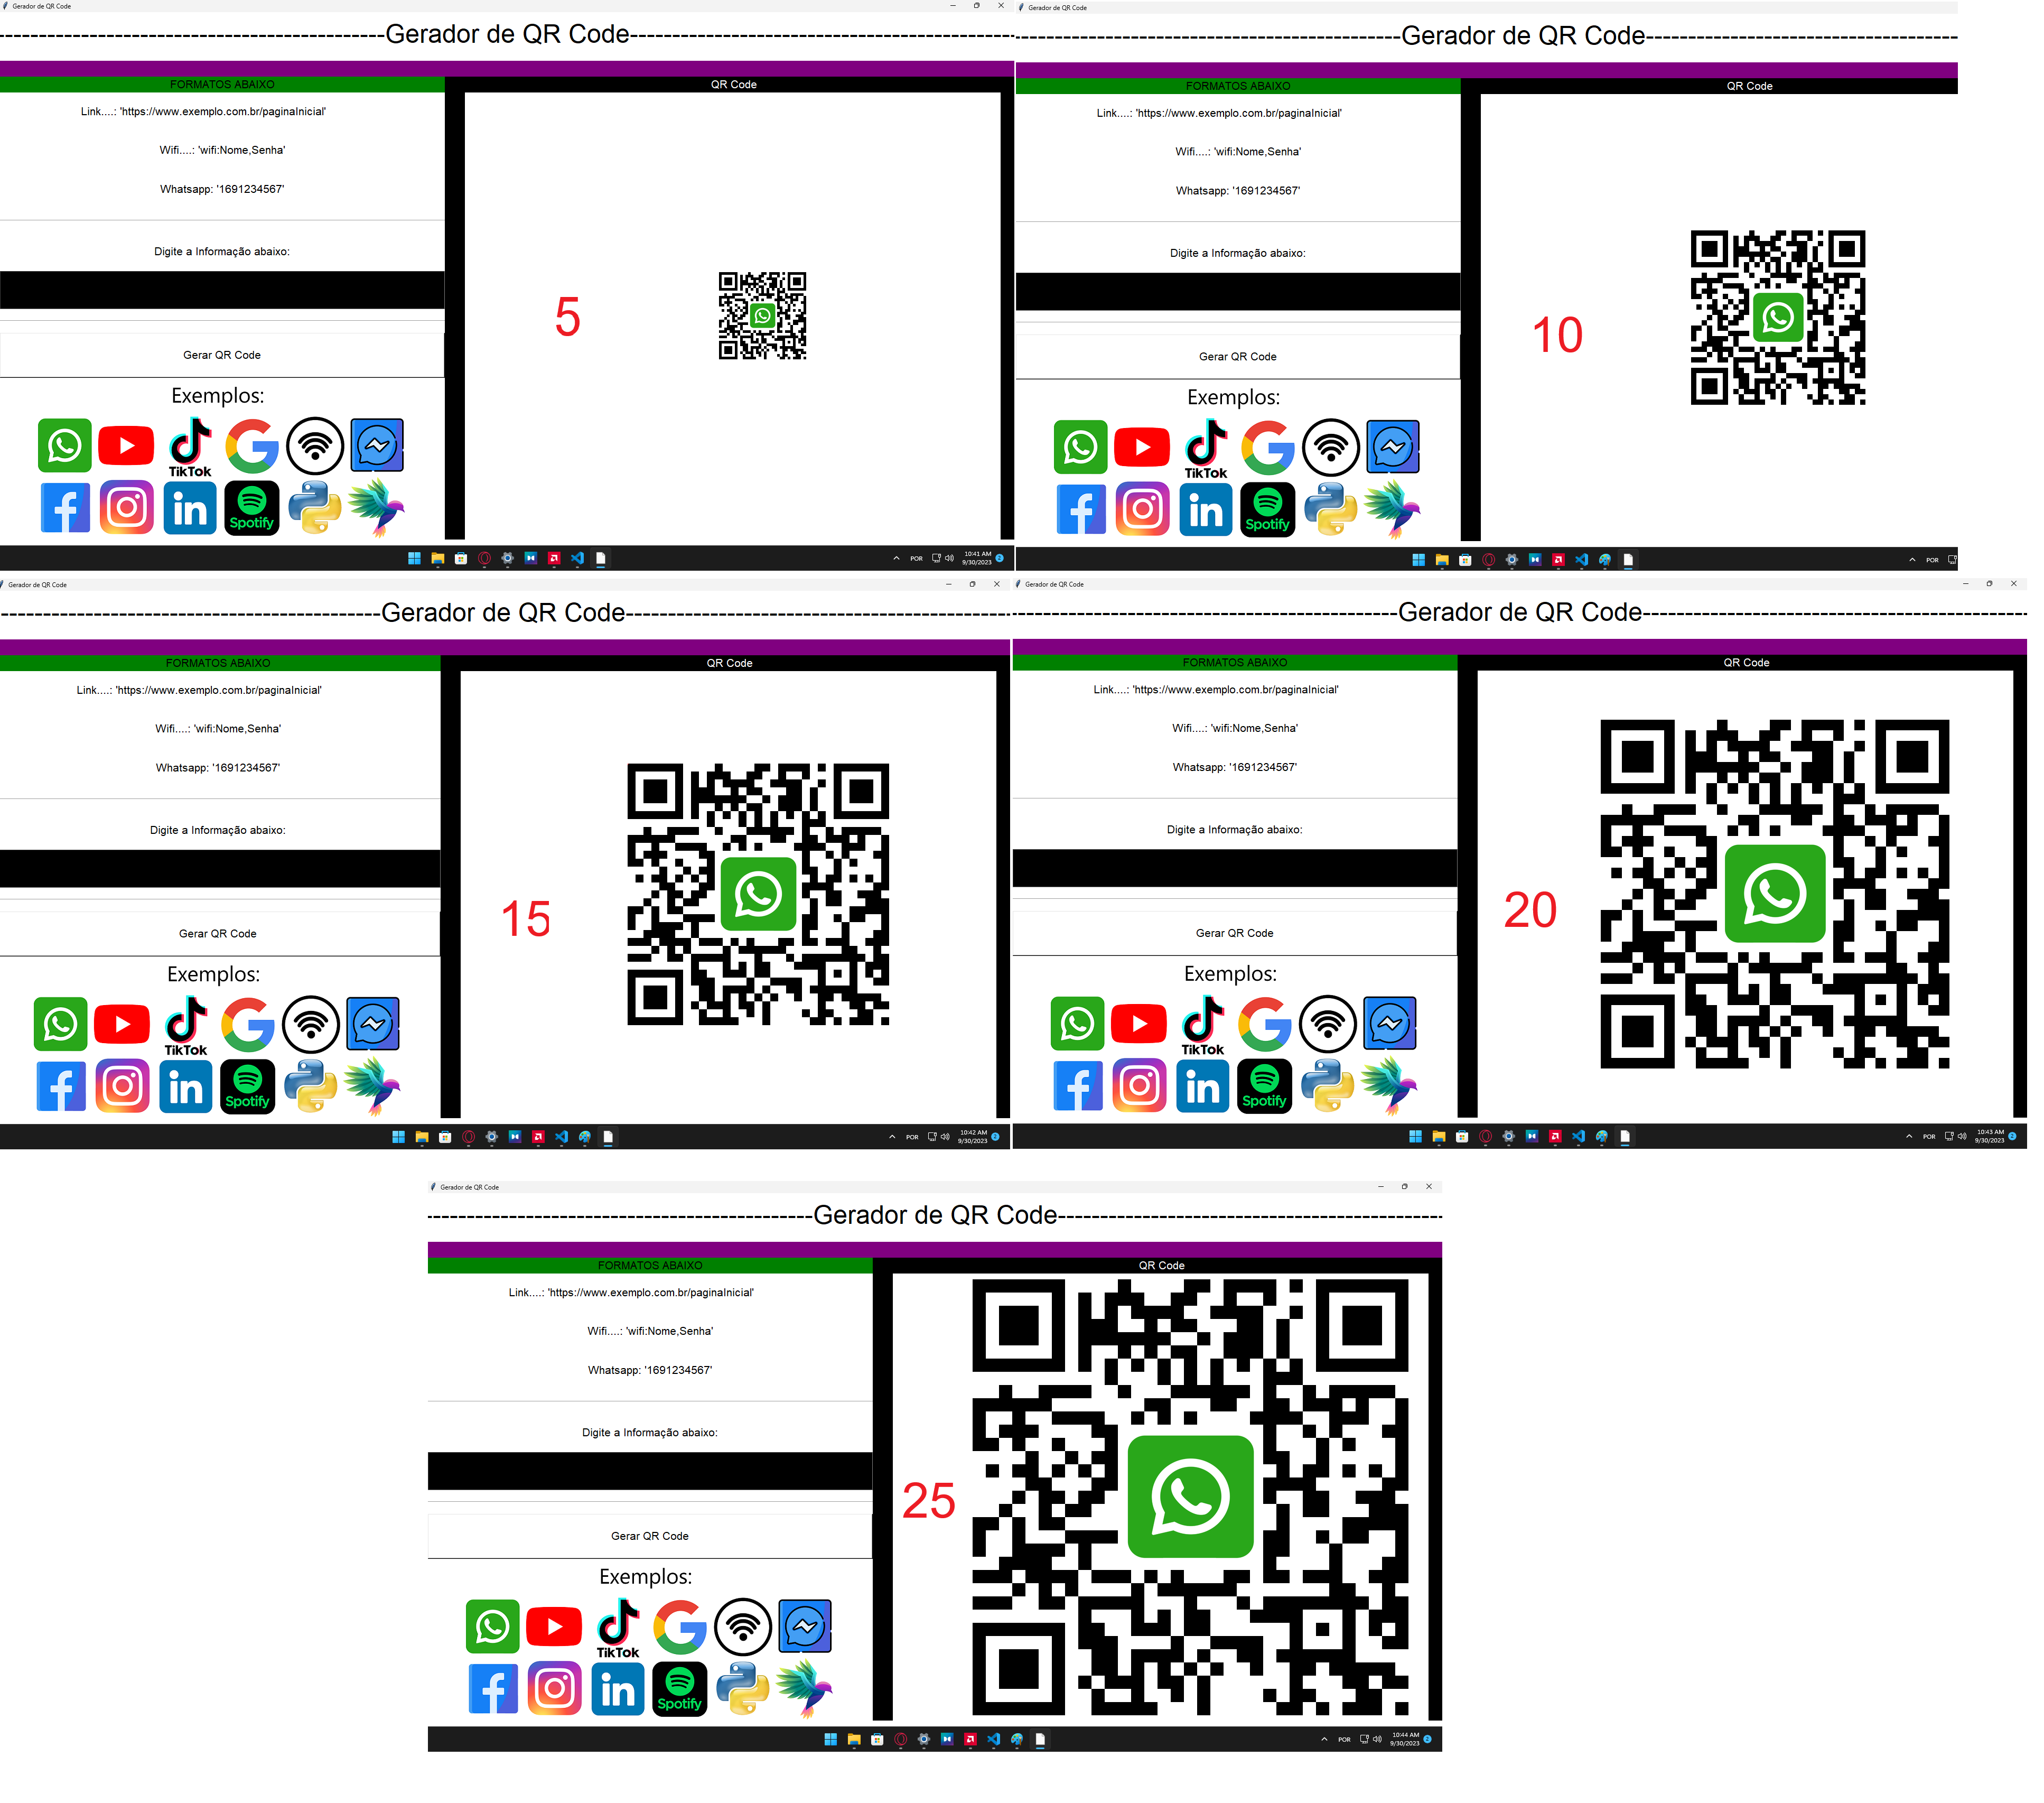 Gerador de QR Code
----------------------------------------------Gerador de QR Code----------------------------------------------
FORMATOS ABAIXO
QR Code
Link....: 'https://www.exemplo.com.br/paginaInicial'
Wifi....: 'wifi:Nome,Senha'
Whatsapp: '1691234567'
Digite a Informação abaixo:
5
Gerar QR Code
Exemplos:
TikTok
in
Spotify
POR
10:41 AM
9/30/2023
Gerador de QR Code
----------------------------------------------Gerador de QR Code--------------------------------------
FORMATOS ABAIXO
QR Code
Link....: 'https://www.exemplo.com.br/paginaInicial'
Wifi....: 'wifi:Nome,Senha'
Whatsapp: '1691234567'
Digite a Informação abaixo:
10
Gerar QR Code
Exemplos:
TikTok
in
Spotify
POR
Gerador de QR Code
----------------------------------------------Gerador de QR Code----------------------------------------------
FORMATOS ABAIXO
QR Code
Link....: 'https://www.exemplo.com.br/paginaInicial'
Wifi....: 'wifi:Nome,Senha'
Whatsapp: '1691234567'
Digite a Informação abaixo:
15
Gerar QR Code
Exemplos:
TikTok
in
Spotify
POR
10:42 AM
9/30/2023
Gerador de QR Code
----------------------------------------------Gerador de QR Code----------------------------------------------
FORMATOS ABAIXO
QR Code
Link....: 'https://www.exemplo.com.br/paginaInicial'
Wifi....: 'wifi:Nome,Senha'
Whatsapp: '1691234567'
Digite a Informação abaixo:
20
Gerar QR Code
Exemplos:
TikTok
in
Spotify
POR
10:43 AM
9/30/2023
Gerador de QR Code
----------------------------------------------Gerador de QR Code----------------------------------------------
FORMATOS ABAIXO
QR Code
Link....: 'https://www.exemplo.com.br/paginaInicial'
Wifi....: 'wifi:Nome,Senha'
Whatsapp: '1691234567'
Digite a Informação abaixo:
25
Gerar QR Code
Exemplos:
TikTok
in
Spotify
POR
10:44 AM
9/30/2023